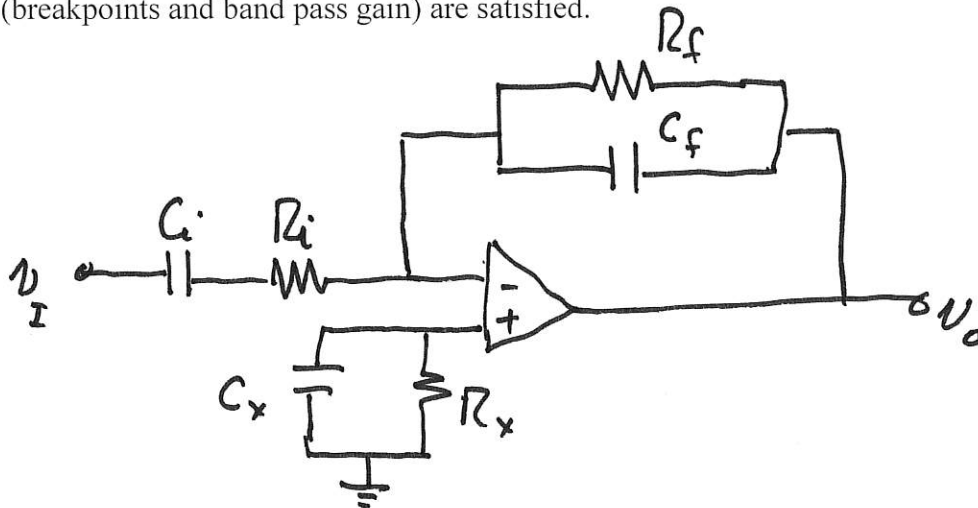 (breakpoints and band pass gain) are satisfied.
Rf
Cf
Ci
Ri
vI
-
+
vo
Cx
Rx